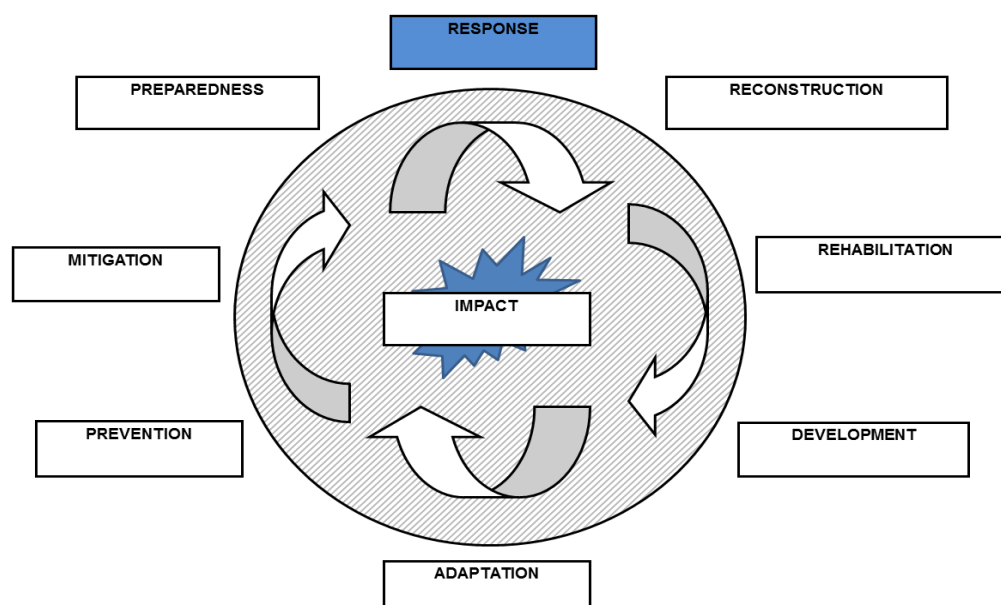 RESPONSE
PREPAREDNESS
RECONSTRUCTION
MITIGATION
REHABILITATION
IMPACT
PREVENTION
DEVELOPMENT
ADAPTATION